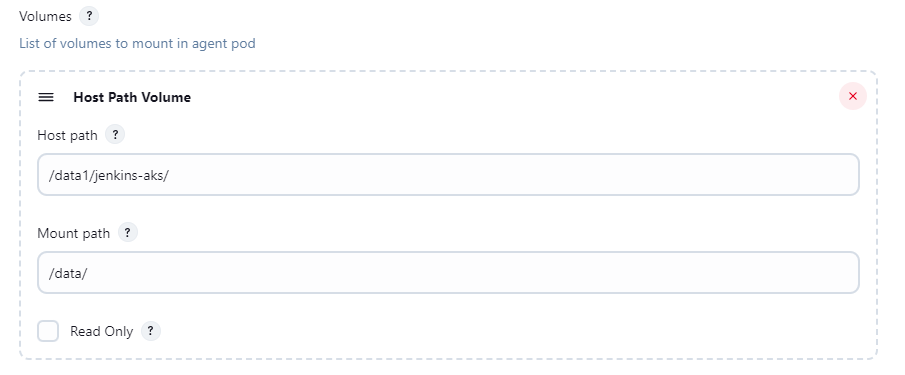 Volumes ?
List of volumes to mount in agent pod
Host Path Volume
Host path ?
/data1/jenkins-aks/
Mount path ?
/data/
Read Only ?